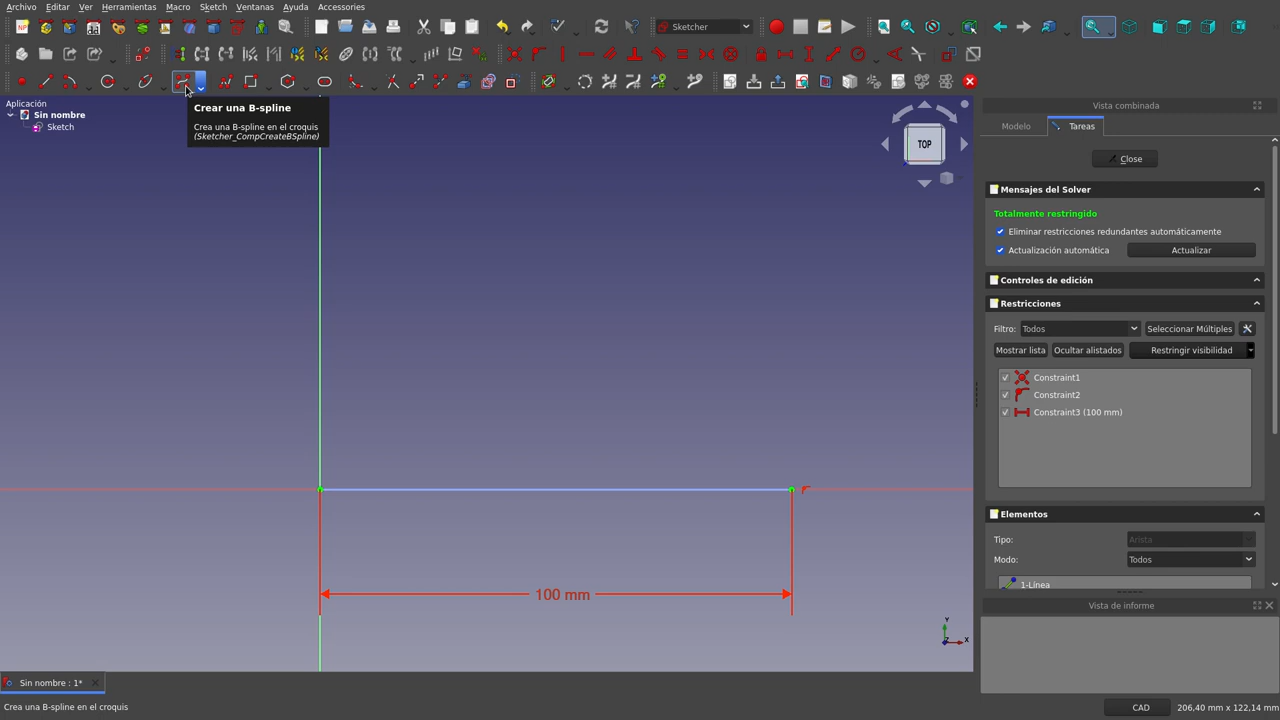 Archivo Editar Ver Macro Sketch Ventanas Ayuda Accessories
Sketcher
Aplicación
Sin nombre
Sketch
Crear una B-spline
Crea una B-spline en el croquis
(Sketcher_CompCreateBSpline)
TOP
100 mm
Y
X
Vista combinada
Modelo Tareas
Close
Mensajes del Solver
Totalmente restringido
Eliminar restricciones redundantes automáticamente
Actualización automática Actualizar
Controles de edición
Restricciones
Filtro: Todos Seleccionar Múltiples
Mostrar lista Ocultar alistados Restringir visibilidad
Constraint1
Constraint2
Constraint3 (100 mm)
Elementos
Tipo: Arista
Modo: Todos
1-Línea
Vista de informe
Sin nombre : 1*
Crea una B-spline en el croquis
CAD 206,40 mm x 122,14 mm